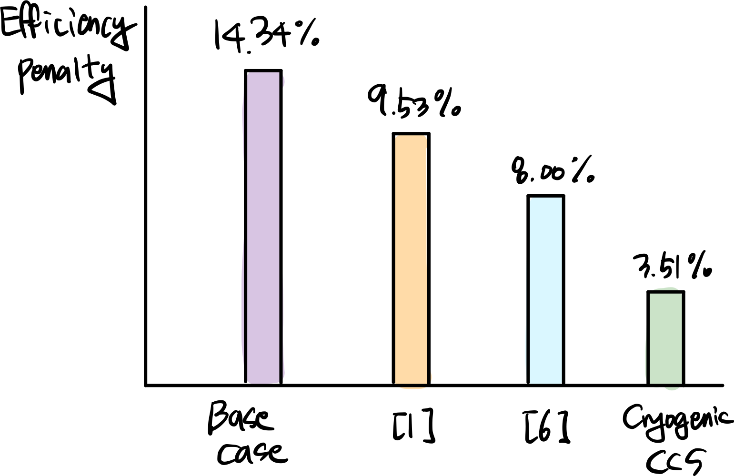 Efficiency
penalty
14.34%
9.53%
8.00%
3.51%
Base
case
[1]
[6]
Cryogenic
CCS